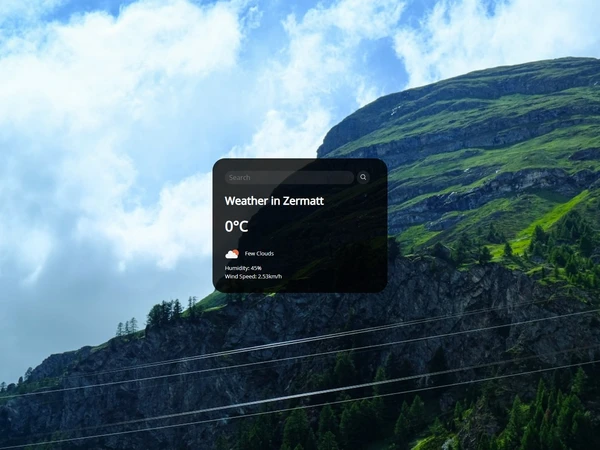 Search
Weather in Zermatt
0°C
Few Clouds
Humidity: 45%
Wind Speed: 2.53km/h